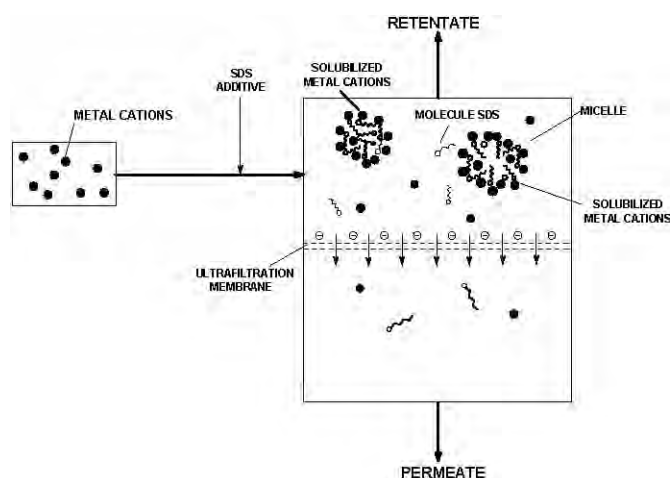 RETENTATE
SOLUBILIZED
METAL CATIONS
SDS
ADDITIVE
METAL CATIONS
MOLECULE SDS
MICELLE
SOLUBILIZED
METAL CATIONS
⊖ ⊖ ⊖ ⊖ ⊖ ⊖ ⊖ ⊖
ULTRAFILTRATION
MEMBRANE
PERMEATE